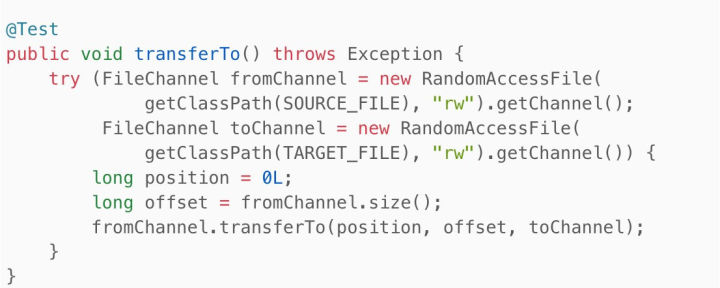 @Test
public void transferTo() throws Exception {
    try (FileChannel fromChannel = new RandomAccessFile(
             getClassPath(SOURCE_FILE), "rw").getChannel();
         FileChannel toChannel = new RandomAccessFile(
             getClassPath(TARGET_FILE), "rw").getChannel()) {
        long position = 0L;
        long offset = fromChannel.size();
        fromChannel.transferTo(position, offset, toChannel);
    }
}